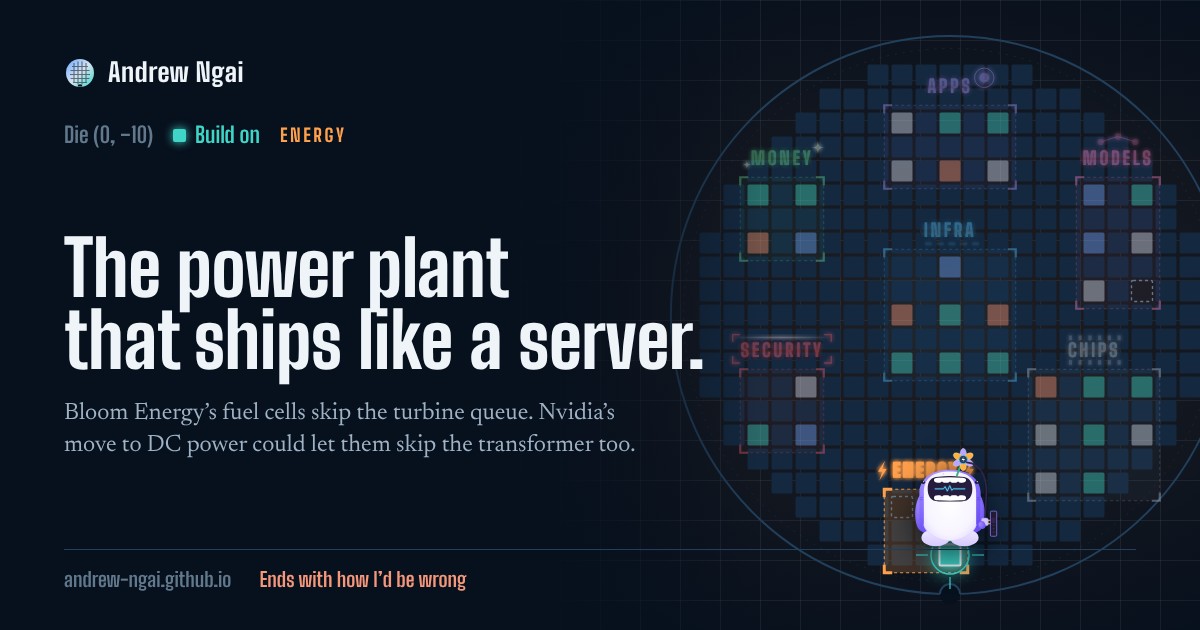 Andrew Ngai
Die (0, −10) Build on ENERGY
The power plant
that ships like a server.
Bloom Energy’s fuel cells skip the turbine queue. Nvidia’s
move to DC power could let them skip the transformer too.
andrew-ngai.github.io Ends with how I’d be wrong
APPS
MONEY
MODELS
INFRA
SECURITY
CHIPS